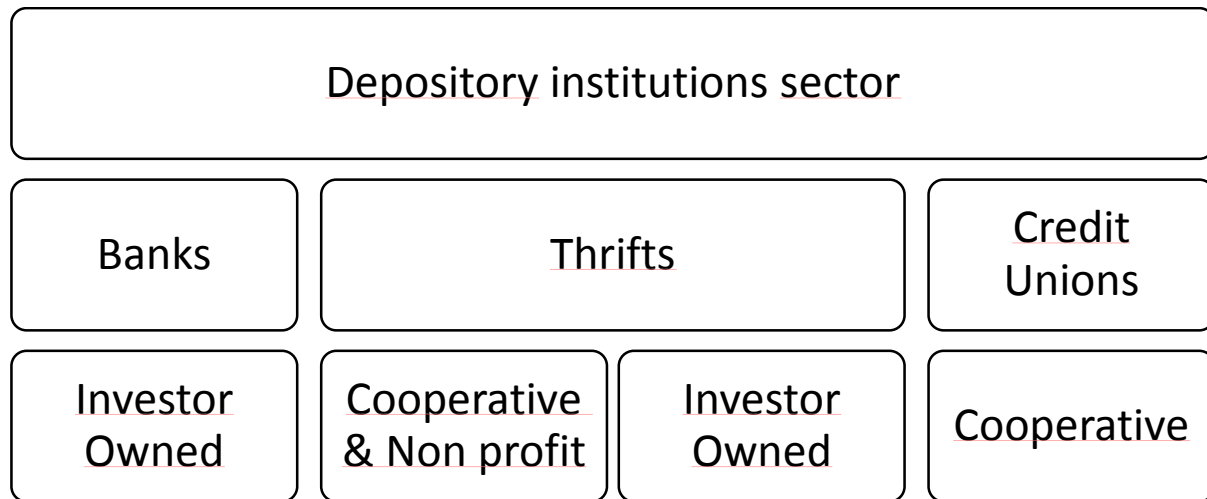 Depository institutions sector
Banks
Thrifts
Credit
Unions
Investor
Owned
Cooperative
& Non profit
Investor
Owned
Cooperative